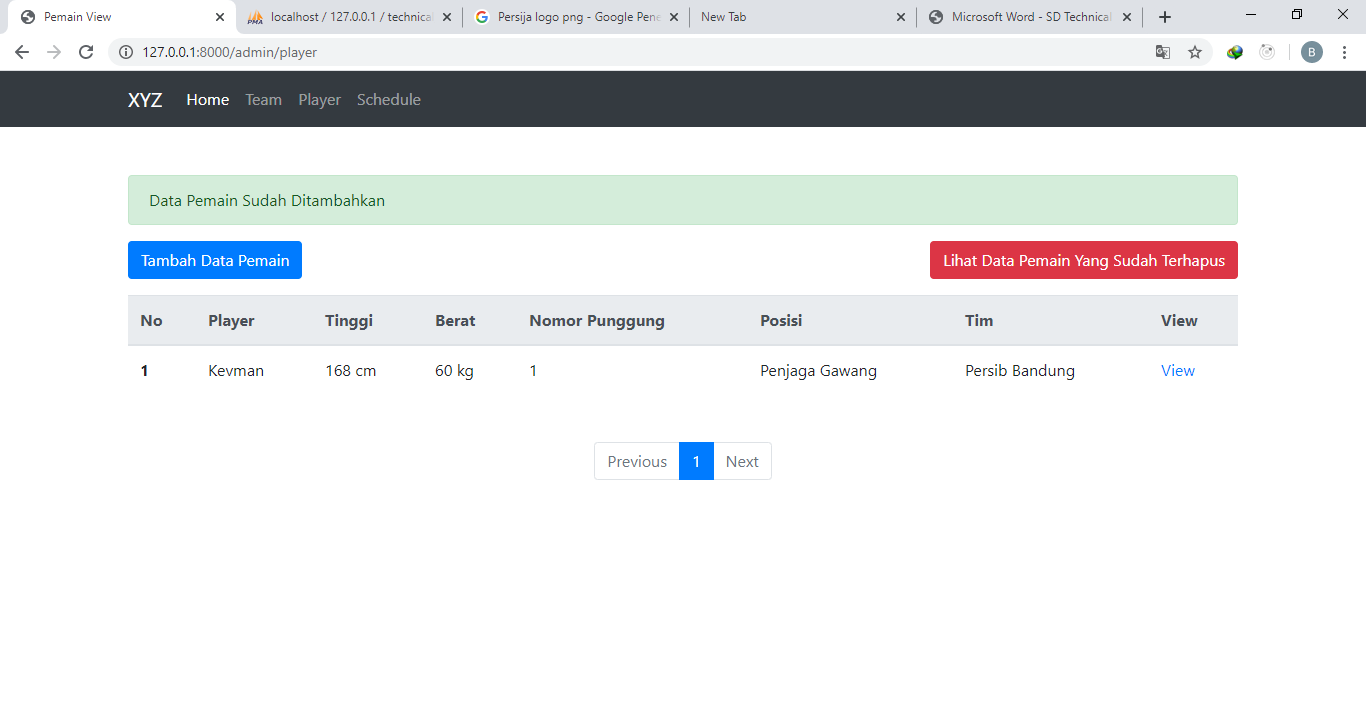 Pemain View
localhost / 127.0.0.1 / technical
Persija logo png - Google Pene
New Tab
Microsoft Word - SD Technical
127.0.0.1:8000/admin/player
B
XYZ Home Team Player Schedule
Data Pemain Sudah Ditambahkan
Tambah Data Pemain
Lihat Data Pemain Yang Sudah Terhapus
No Player Tinggi Berat Nomor Punggung Posisi Tim View
1 Kevman 168 cm 60 kg 1 Penjaga Gawang Persib Bandung View
Previous 1 Next